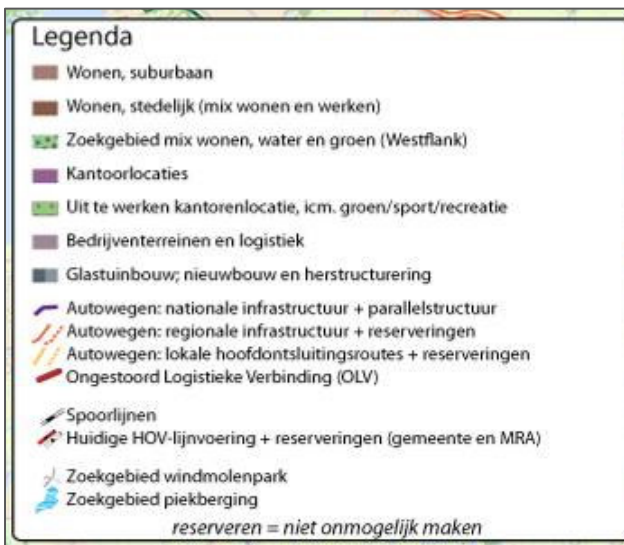 Legenda
Wonen, suburbaan
Wonen, stedelijk (mix wonen en werken)
Zoekgebied mix wonen, water en groen (Westflank)
Kantoorlocaties
Uit te werken kantorenlocatie, icm. groen/sport/recreatie
Bedrijventerreinen en logistiek
Glastuinbouw; nieuwbouw en herstructurering
Autowegen: nationale infrastructuur + parallelstructuur
Autowegen: regionale infrastructuur + reserveringen
Autowegen: lokale hoofdontsluitingsroutes + reserveringen
Ongestoord Logistieke Verbinding (OLV)
Spoorlijnen
Huidige HOV-lijnvoering + reserveringen (gemeente en MRA)
Zoekgebied windmolenpark
Zoekgebied piekberging
reserveren = niet onmogelijk maken